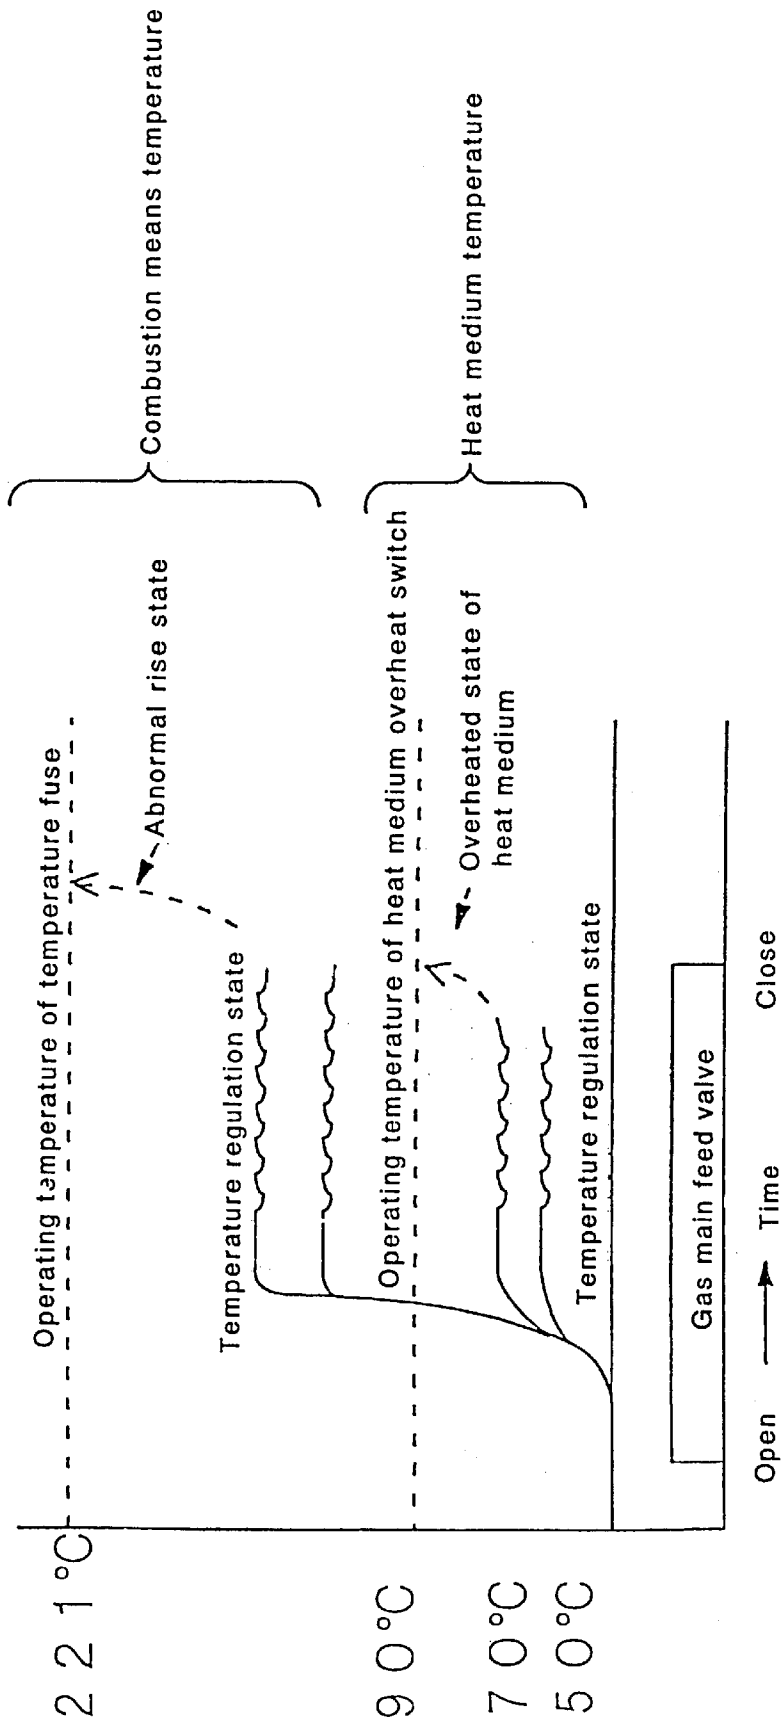 Operating temperature of temperature fuse
Abnormal rise state
Combustion means temperature
Temperature regulation state
Operating temperature of heat medium overheat switch
Overheated state of
heat medium
Heat medium temperature
Temperature regulation state
221°C
90°C
70°C
50°C
Gas main feed valve
Open
Time
Close